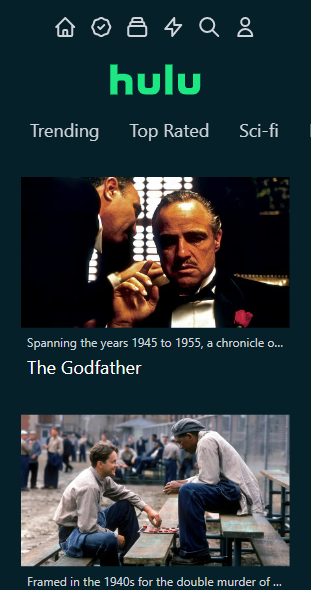 hulu
Trending Top Rated Sci-fi
Spanning the years 1945 to 1955, a chronicle o...
The Godfather
Framed in the 1940s for the double murder of ...